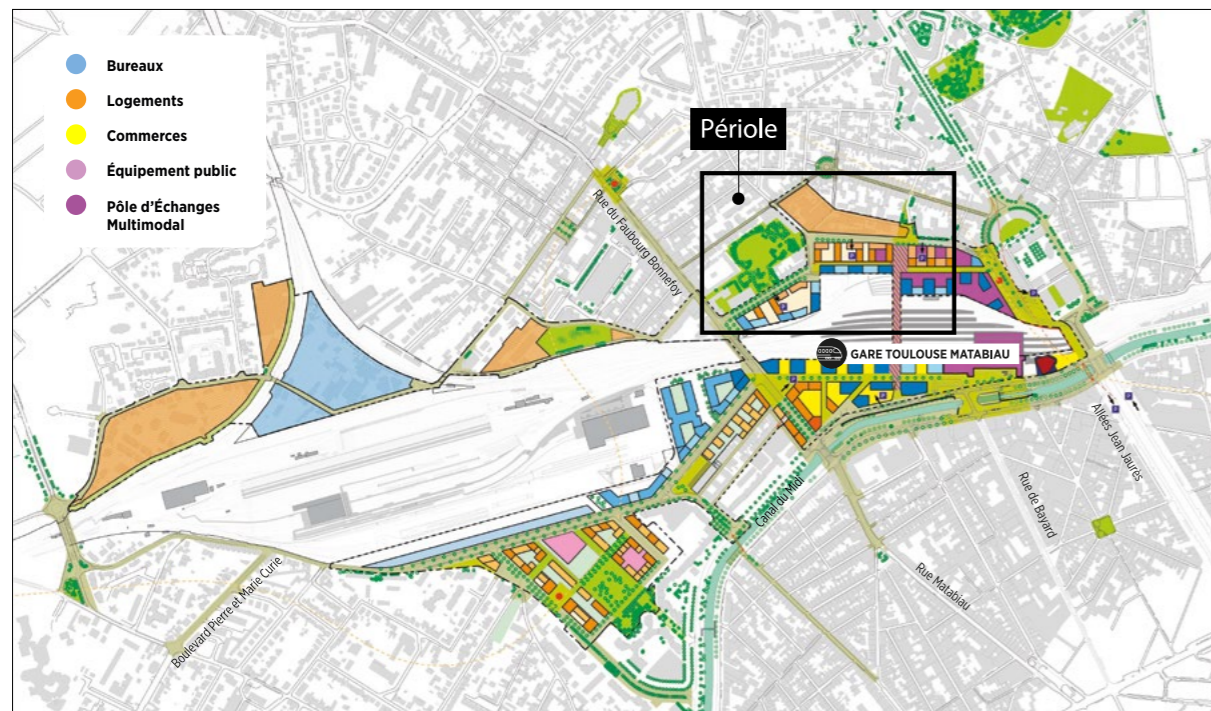 Bureaux
Logements
Commerces
Équipement public
Pôle d'Échanges
Multimodal
Périole
Rue du Faubourg Bonnefoy
GARE TOULOUSE MATABIAU
Canal du Midi
Allées Jean Jaurès
Rue de Bayard
Rue Matabiau
Boulevard Pierre et Marie Curie